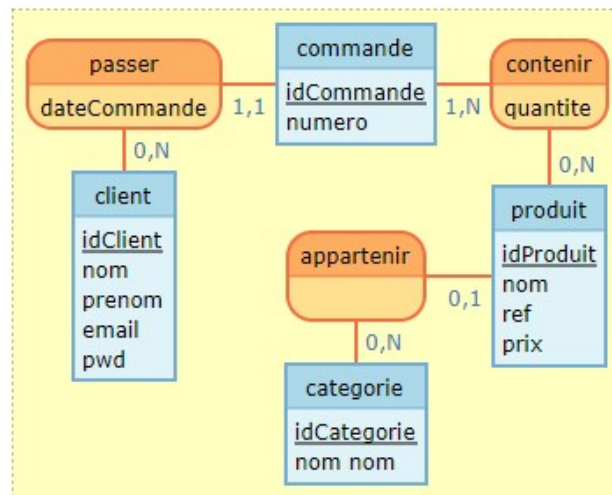 passer
dateCommande
1,1
commande
idCommande
numero
1,N
contenir
quantite
0,N
client
idClient
nom
prenom
email
pwd
0,N
produit
idProduit
nom
ref
prix
appartenir
0,1
0,N
categorie
idCategorie
nom nom